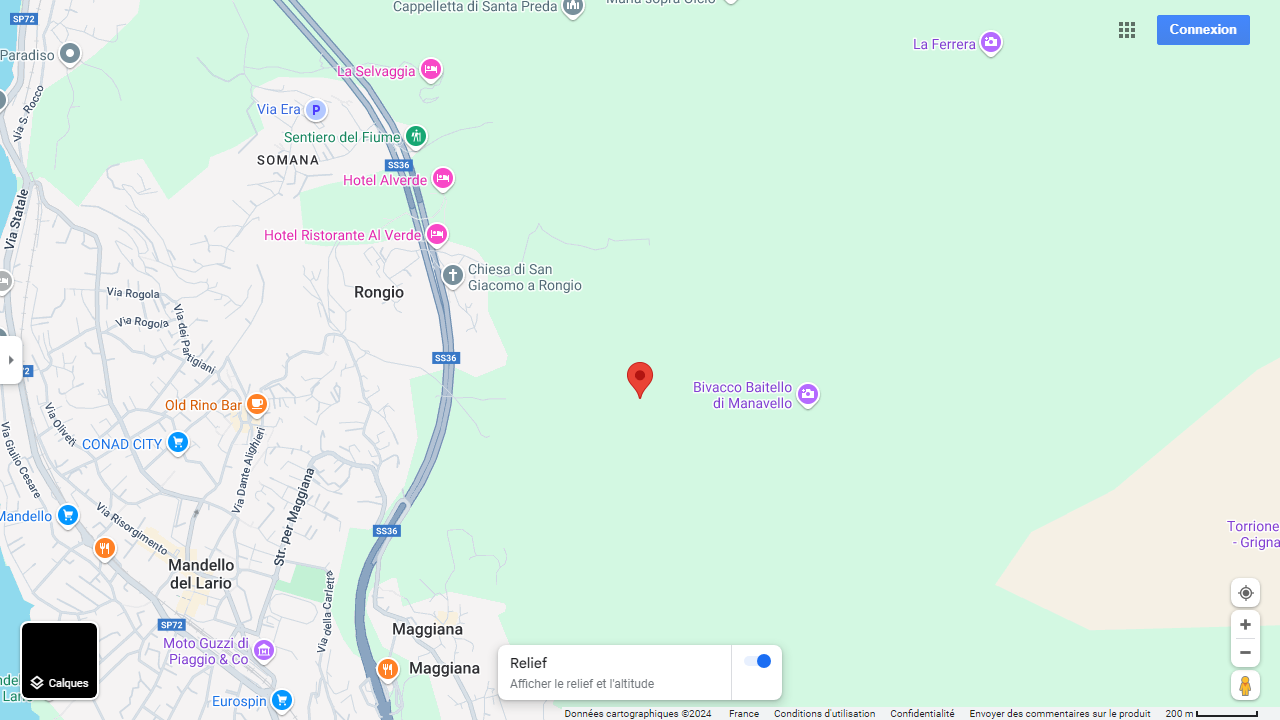 Cappelletta di Santa Preda
SP72
Connexion
La Ferrera
Paradiso
La Selvaggia
Via S. Rocco
Via Era
P
Sentiero del Fiume
SOMANA
SS36
Hotel Alverde
Via Statale
Hotel Ristorante Al Verde
Chiesa di San
Giacomo a Rongio
Rongio
Via Rogola
Via Rogola
Via dei Partigiani
SS36
Bivacco Baitello
di Manavello
Old Rino Bar
Via Oliveti
CONAD CITY
Via Giulio Cesare
Via Dante Alighieri
Str. per Maggiana
Mandello
Via Risorgimento
SS36
Torrione
- Grigna
Mandello
del Lario
Via della Carletta
SP72
Maggiana
Moto Guzzi di
Piaggio & Co
Maggiana
Relief
Afficher le relief et l'altitude
Calques
Eurospin
Données cartographiques ©2024
France
Conditions d'utilisation
Confidentialité
Envoyer des commentaires sur le produit
200 m